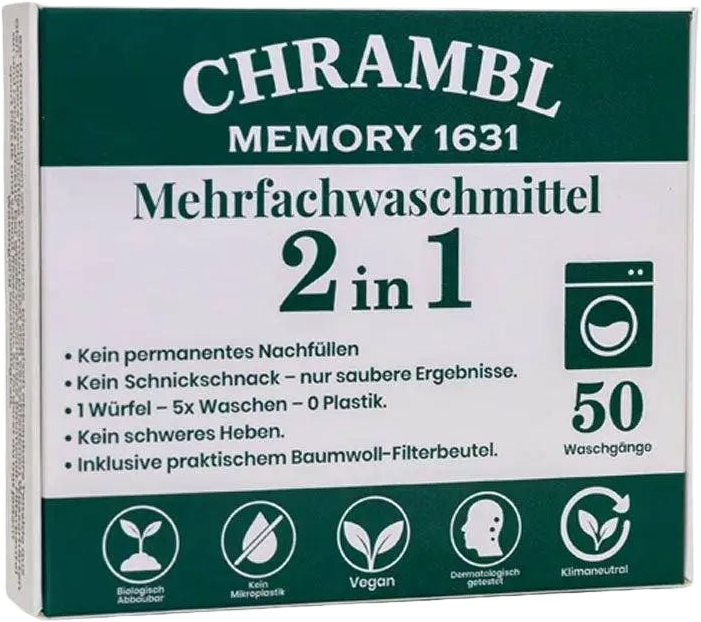 CHRAMBL
MEMORY 1631
Mehrfachwaschmittel
2 in 1
• Kein permanentes Nachfüllen
• Kein Schnickschnack – nur saubere Ergebnisse.
• 1 Würfel – 5x Waschen – 0 Plastik.
• Kein schweres Heben.
• Inklusive praktischem Baumwoll-Filterbeutel.
50
Waschgänge
Biologisch
Abbaubar
Kein
Mikroplastik
Vegan
Dermatologisch
getestet
Klimaneutral